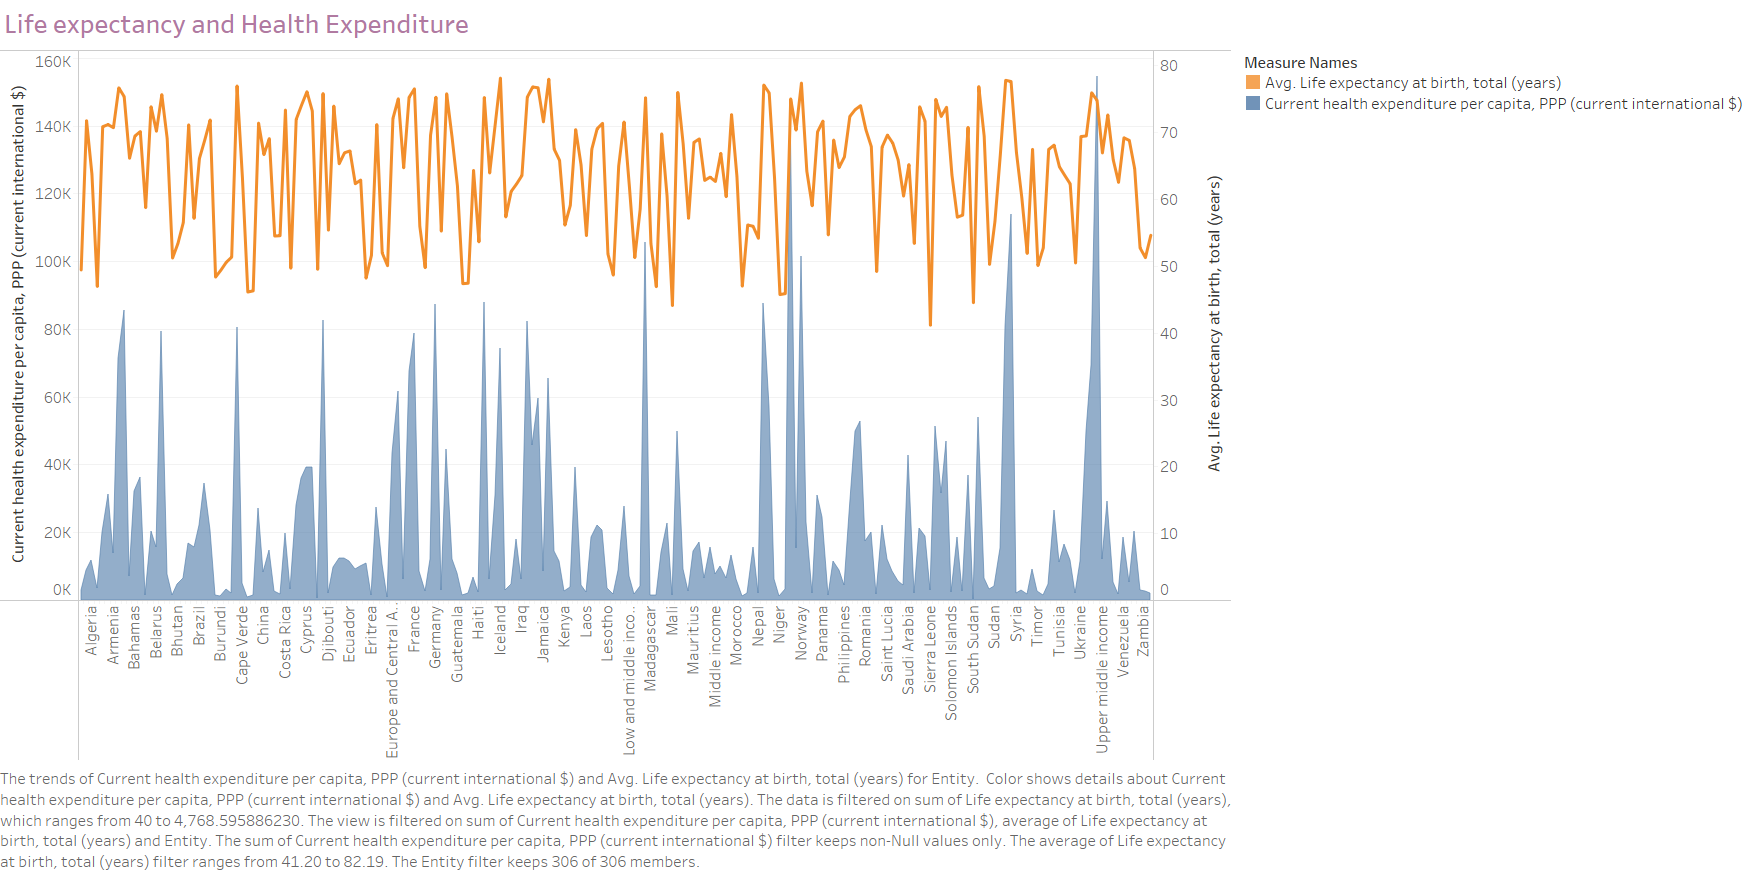 Life expectancy and Health Expenditure
Current health expenditure per capita, PPP (current international $)
160K
140K
120K
100K
80K
60K
40K
20K
0K
80
70
60
50
40
30
20
10
0
Avg. Life expectancy at birth, total (years)
Measure Names
Avg. Life expectancy at birth, total (years)
Current health expenditure per capita, PPP (current international $)
Algeria
Armenia
Bahamas
Belarus
Bhutan
Brazil
Burundi
Cape Verde
China
Costa Rica
Cyprus
Djibouti
Ecuador
Eritrea
Europe and Central A..
France
Germany
Guatemala
Haiti
Iceland
Iraq
Jamaica
Kenya
Laos
Lesotho
Low and middle inco..
Madagascar
Mali
Mauritius
Middle income
Morocco
Nepal
Niger
Norway
Panama
Philippines
Romania
Saint Lucia
Saudi Arabia
Sierra Leone
Solomon Islands
South Sudan
Sudan
Syria
Timor
Tunisia
Ukraine
Upper middle income
Venezuela
Zambia
The trends of Current health expenditure per capita, PPP (current international $) and Avg. Life expectancy at birth, total (years) for Entity.  Color shows details about Current
health expenditure per capita, PPP (current international $) and Avg. Life expectancy at birth, total (years). The data is filtered on sum of Life expectancy at birth, total (years),
which ranges from 40 to 4,768.595886230. The view is filtered on sum of Current health expenditure per capita, PPP (current international $), average of Life expectancy at
birth, total (years) and Entity. The sum of Current health expenditure per capita, PPP (current international $) filter keeps non-Null values only. The average of Life expectancy
at birth, total (years) filter ranges from 41.20 to 82.19. The Entity filter keeps 306 of 306 members.